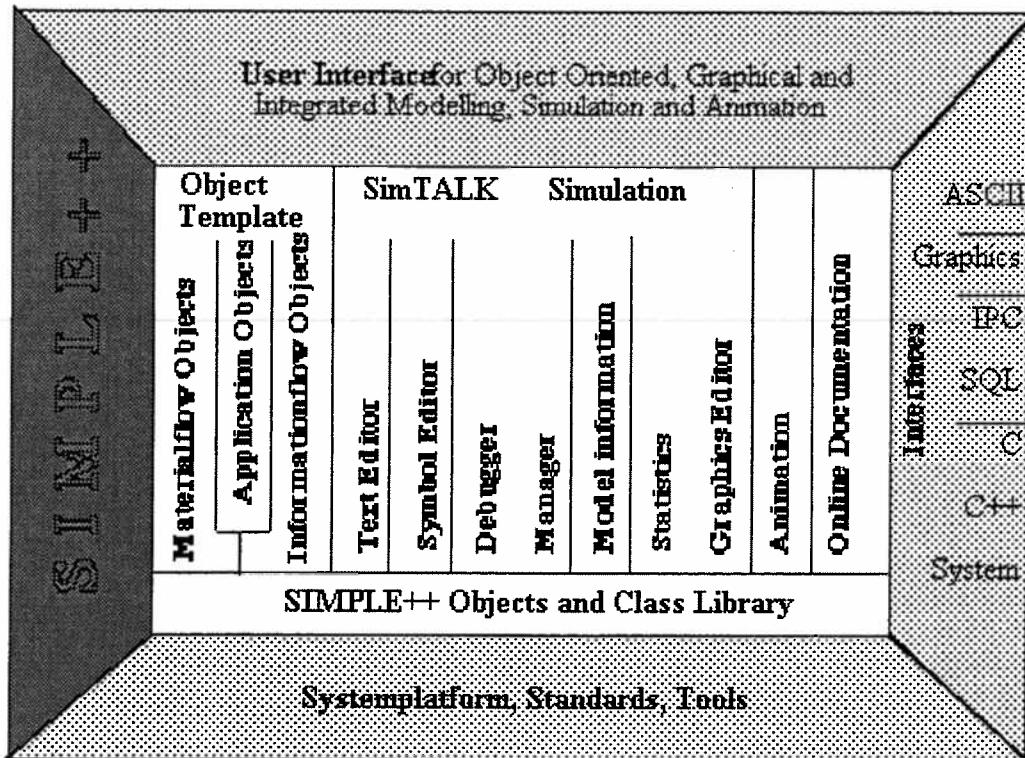 User Interface for Object Oriented, Graphical and
Integrated Modelling, Simulation and Animation
SIMPLE++
Object
Template
SimTALK
Simulation
Materialflow Objects
Application Objects
Informationflow Objects
Text Editor
Symbol Editor
Debugger
Manager
Model information
Statistics
Graphics Editor
Animation
Online Documentation
Interfaces
ASCII
Graphics
IPC
SQL
C
C++
System
SIMPLE++ Objects and Class Library
Systemplatform, Standards, Tools